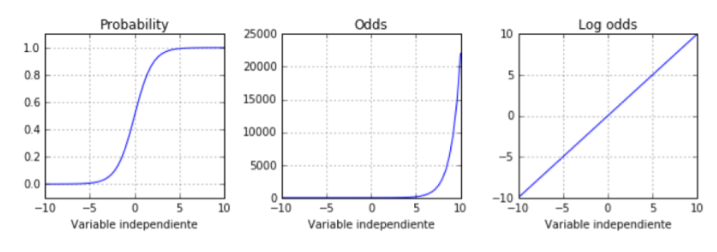 Probability
1.0
0.8
0.6
0.4
0.2
0.0
−10 −5 0 5 10
Variable independiente
Odds
25000
20000
15000
10000
5000
0
−10 −5 0 5 10
Variable independiente
Log odds
10
5
0
−5
−10
−10 −5 0 5 10
Variable independiente